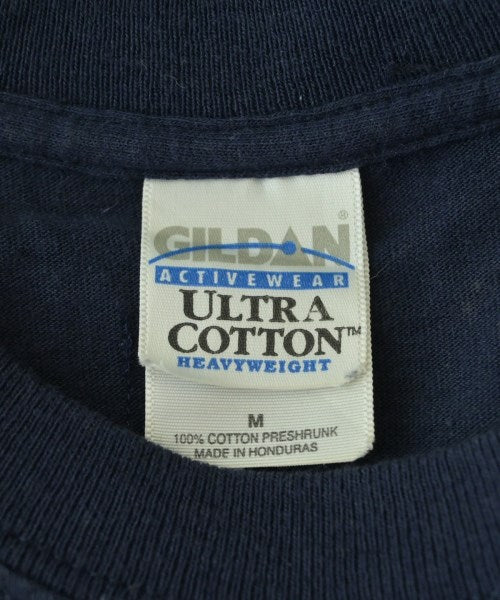 GILDAN®
ACTIVEWEAR
ULTRA
COTTON™
HEAVYWEIGHT
M
100% COTTON PRESHRUNK
MADE IN HONDURAS